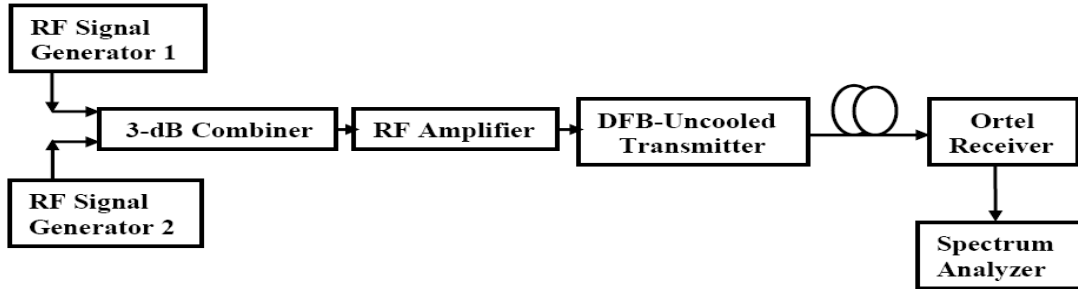 RF Signal
Generator 1
3-dB Combiner
RF Amplifier
DFB-Uncooled
Transmitter
Ortel
Receiver
RF Signal
Generator 2
Spectrum
Analyzer